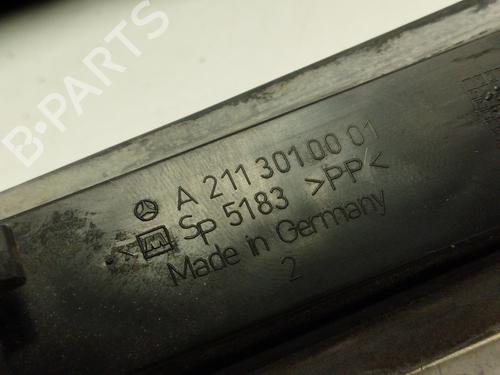 B-PARTS
A 211 301 00 01
Sp 5183 >PP<
Made in Germany
2